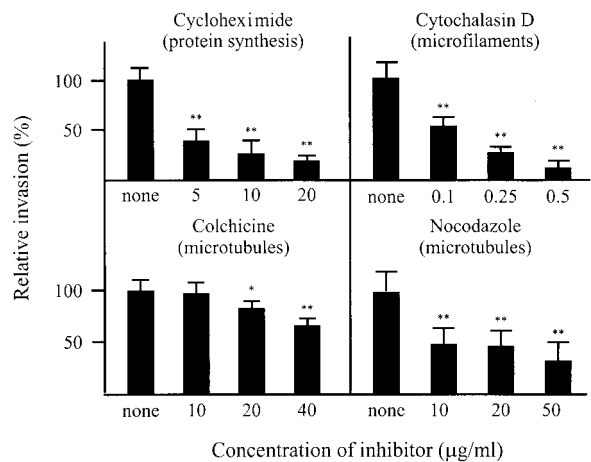 Cycloheximide
(protein synthesis)
Cytochalasin D
(microfilaments)
Relative invasion (%)
100
50
**
**
**
**
**
**
none
5
10
20
none
0.1
0.25
0.5
Colchicine
(microtubules)
Nocodazole
(microtubules)
100
50
*
**
**
**
**
none
10
20
40
none
10
20
50
Concentration of inhibitor (μg/ml)